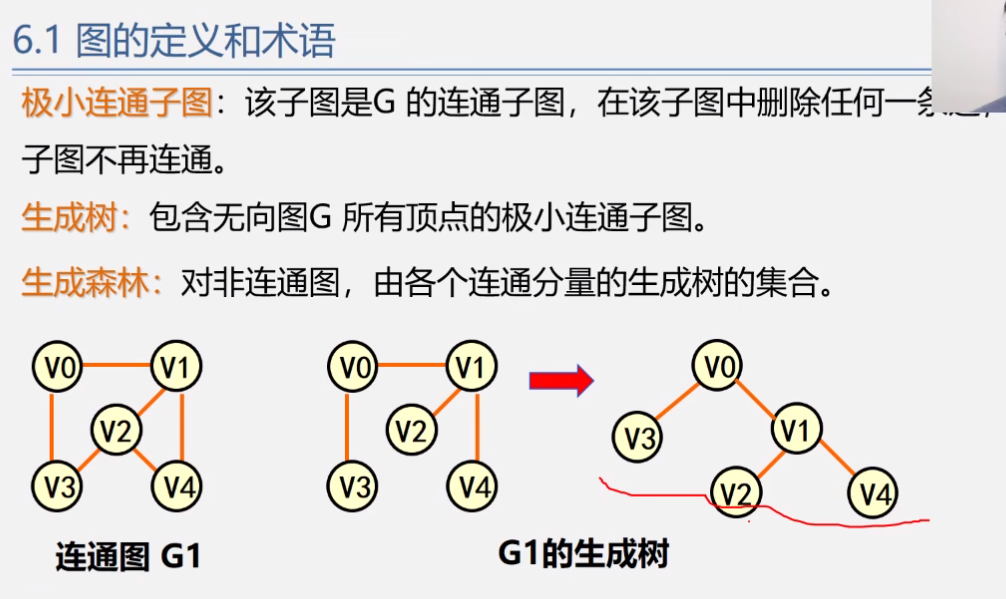 6.1 图的定义和术语
极小连通子图：该子图是G 的连通子图，在该子图中删除任何一条
子图不再连通。
生成树：包含无向图G 所有顶点的极小连通子图。
生成森林：对非连通图，由各个连通分量的生成树的集合。
V0 V1 V0 V1 V0
V2 V2 V3 V1
V3 V4 V3 V4 V2 V4
连通图 G1 G1的生成树